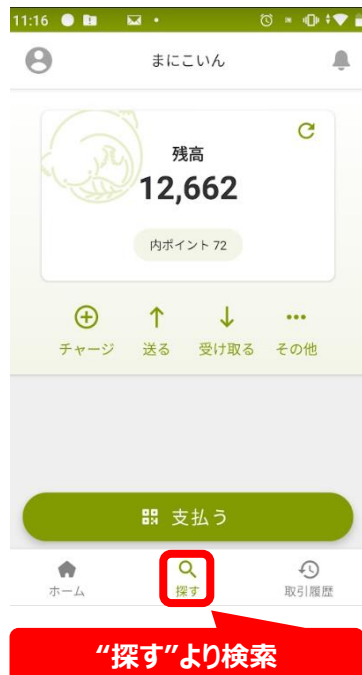 11:16
まにこいん
残高
12,662
内ポイント 72
チャージ 送る 受け取る その他
支払う
ホーム 探す 取引履歴
“探す”より検索